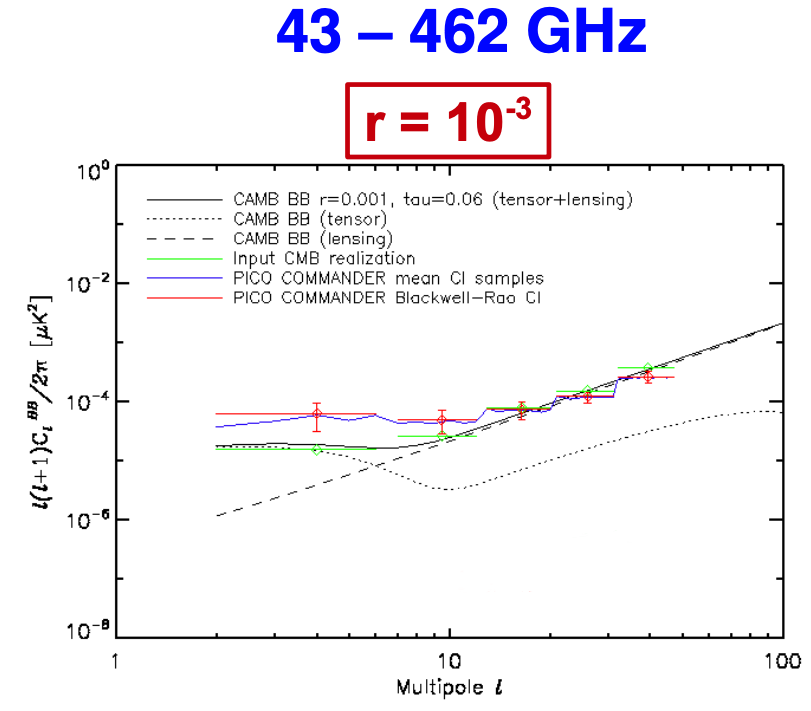 43 – 462 GHz
r = 10⁻³
10⁰
10⁻²
10⁻⁴
10⁻⁶
10⁻⁸
l(l+1)Cₗ ᴮᴮ/2π [μK²]
CAMB BB r=0.001, tau=0.06 (tensor+lensing)
CAMB BB (tensor)
CAMB BB (lensing)
Input CMB realization
PICO COMMANDER mean Cl samples
PICO COMMANDER Blackwell-Rao Cl
1
10
100
Multipole l